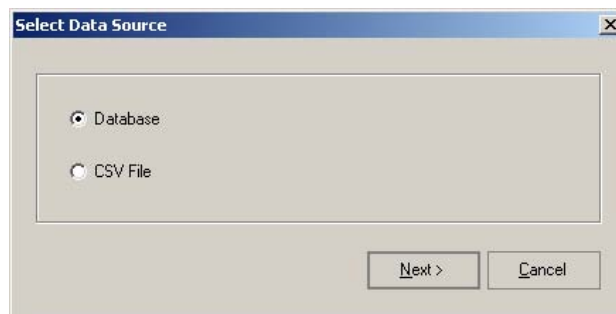 Select Data Source
Database
CSV File
Next >
Cancel